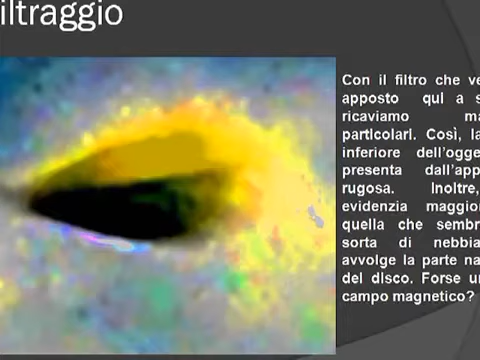 iltraggio
Con il filtro che ve
apposto qui a s
ricaviamo ma
particolari. Così, la
inferiore dell'ogge
presenta dall'app
rugosa. Inoltre,
evidenzia maggior
quella che sembr
sorta di nebbia
avvolge la parte na
del disco. Forse un
campo magnetico?